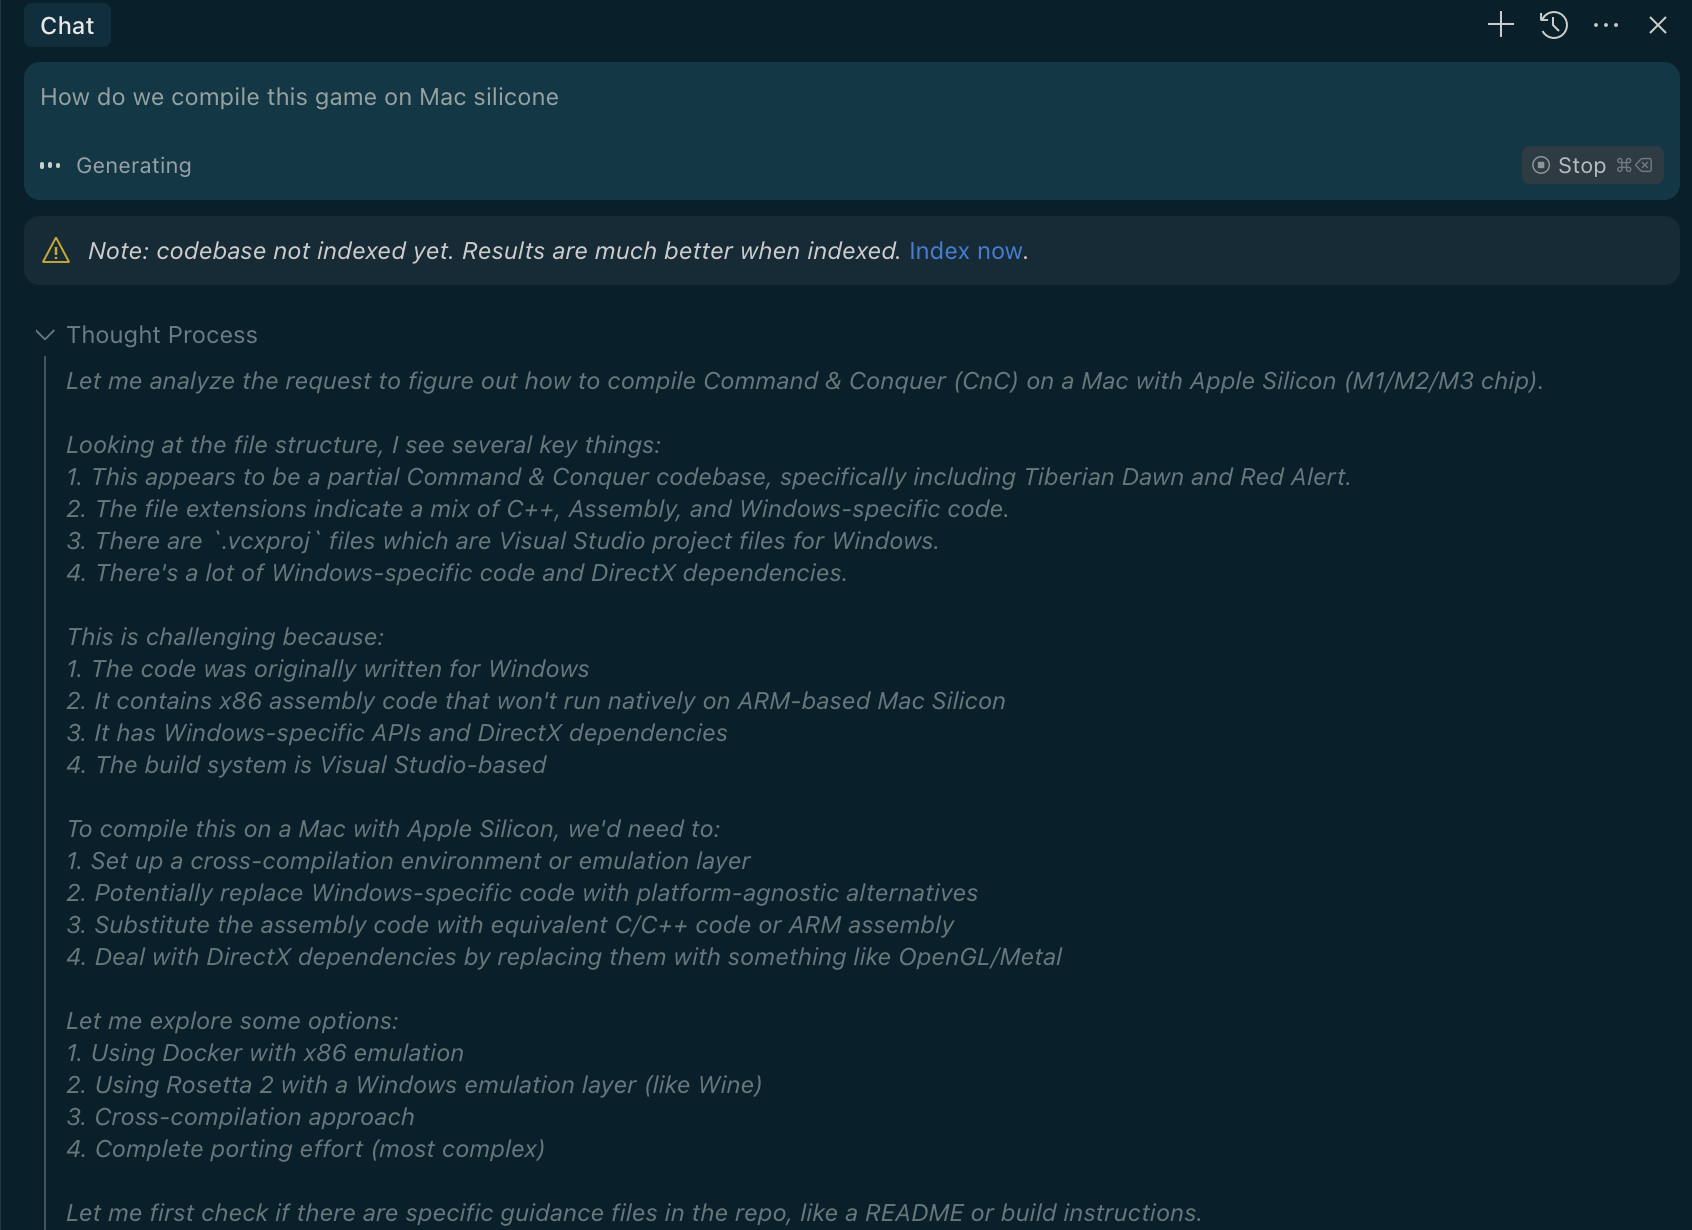 Chat
How do we compile this game on Mac silicone
Generating
Stop ⌘⌫
Note: codebase not indexed yet. Results are much better when indexed. Index now.
Thought Process
Let me analyze the request to figure out how to compile Command & Conquer (CnC) on a Mac with Apple Silicon (M1/M2/M3 chip).
Looking at the file structure, I see several key things:
1. This appears to be a partial Command & Conquer codebase, specifically including Tiberian Dawn and Red Alert.
2. The file extensions indicate a mix of C++, Assembly, and Windows-specific code.
3. There are `.vcxproj` files which are Visual Studio project files for Windows.
4. There's a lot of Windows-specific code and DirectX dependencies.
This is challenging because:
1. The code was originally written for Windows
2. It contains x86 assembly code that won't run natively on ARM-based Mac Silicon
3. It has Windows-specific APIs and DirectX dependencies
4. The build system is Visual Studio-based
To compile this on a Mac with Apple Silicon, we'd need to:
1. Set up a cross-compilation environment or emulation layer
2. Potentially replace Windows-specific code with platform-agnostic alternatives
3. Substitute the assembly code with equivalent C/C++ code or ARM assembly
4. Deal with DirectX dependencies by replacing them with something like OpenGL/Metal
Let me explore some options:
1. Using Docker with x86 emulation
2. Using Rosetta 2 with a Windows emulation layer (like Wine)
3. Cross-compilation approach
4. Complete porting effort (most complex)
Let me first check if there are specific guidance files in the repo, like a README or build instructions.